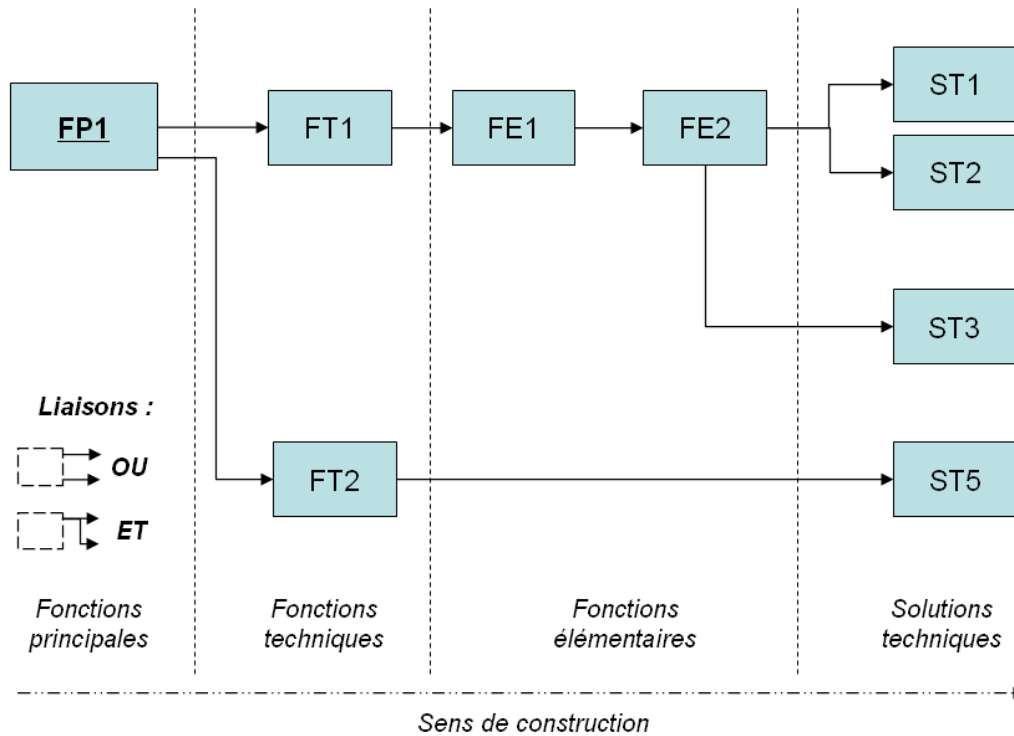 FP1
FT1
FE1
FE2
ST1
ST2
ST3
Liaisons :
OU
ET
FT2
ST5
Fonctions
principales
Fonctions
techniques
Fonctions
élémentaires
Solutions
techniques
Sens de construction